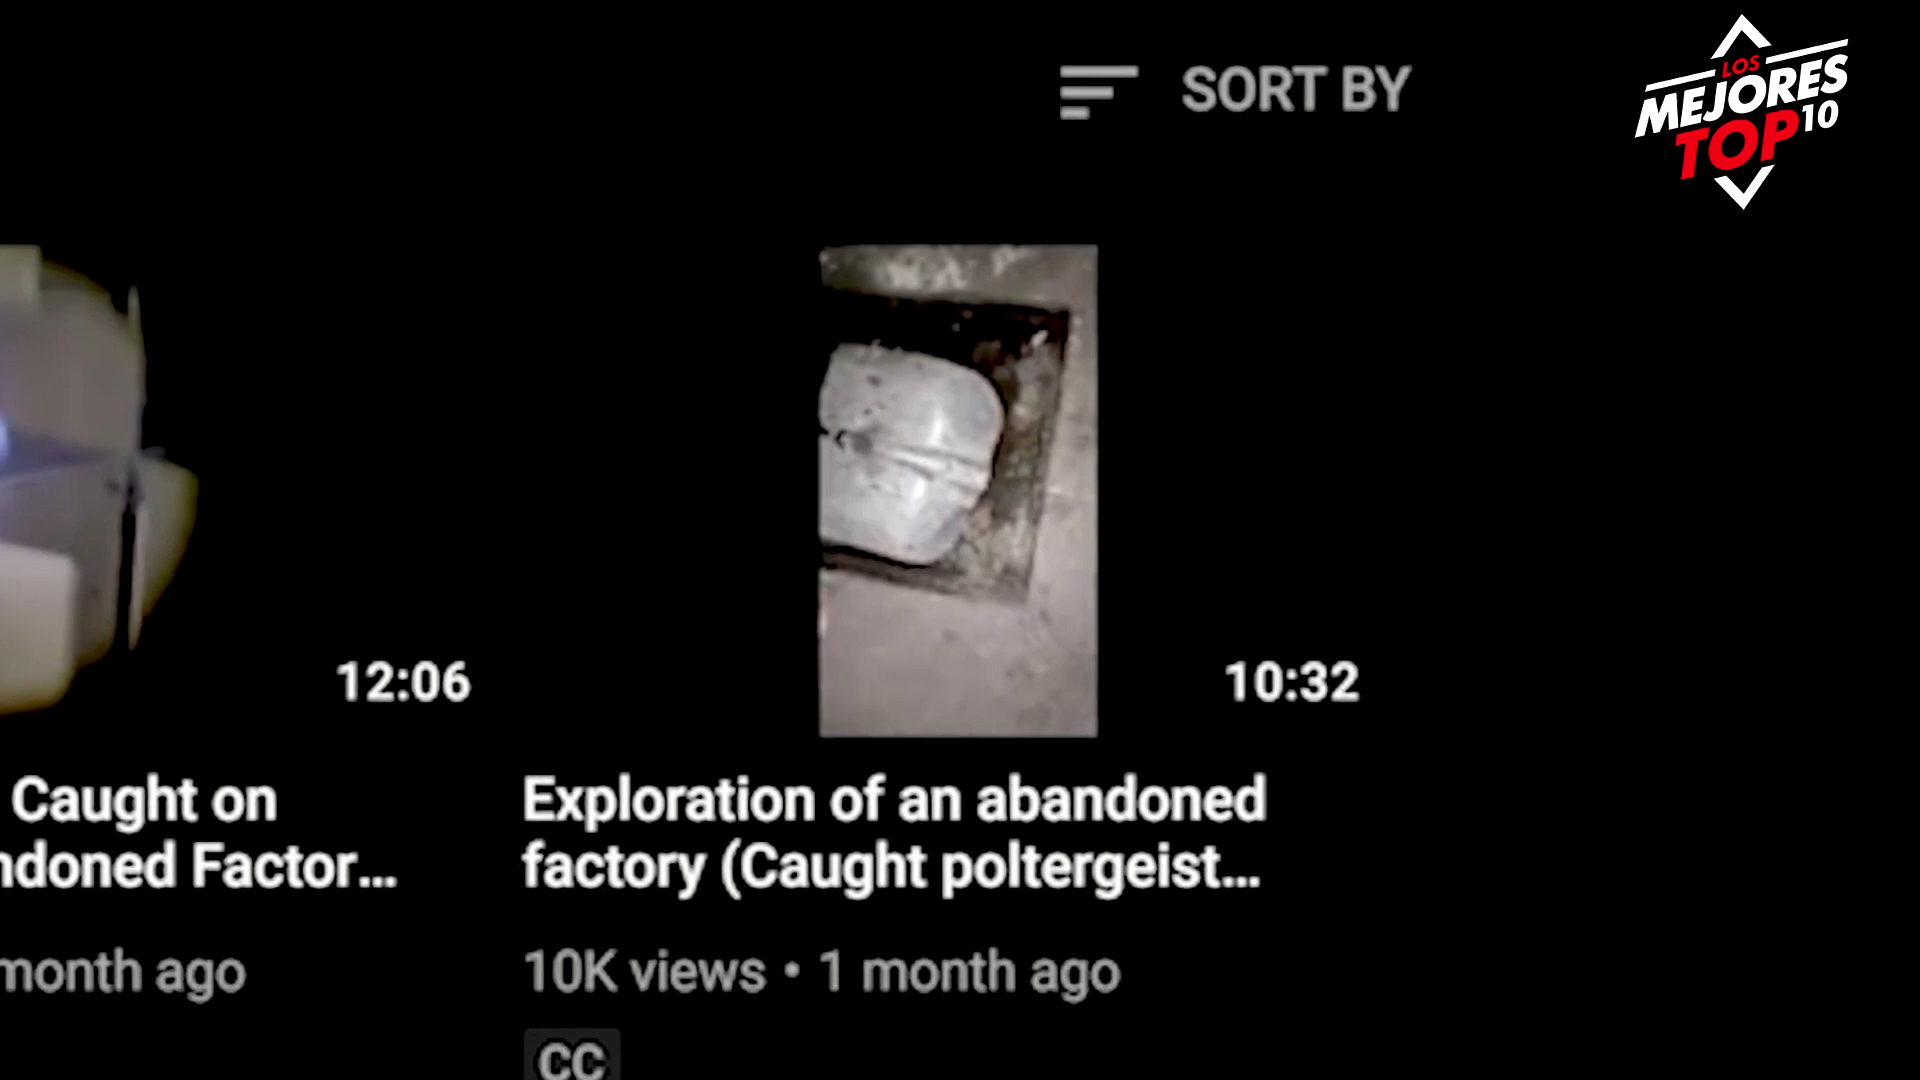 SORT BY
LOS
MEJORES
TOP 10
12:06
10:32
Caught on
ndoned Factor...
month ago
Exploration of an abandoned
factory (Caught poltergeist...
10K views • 1 month ago
CC